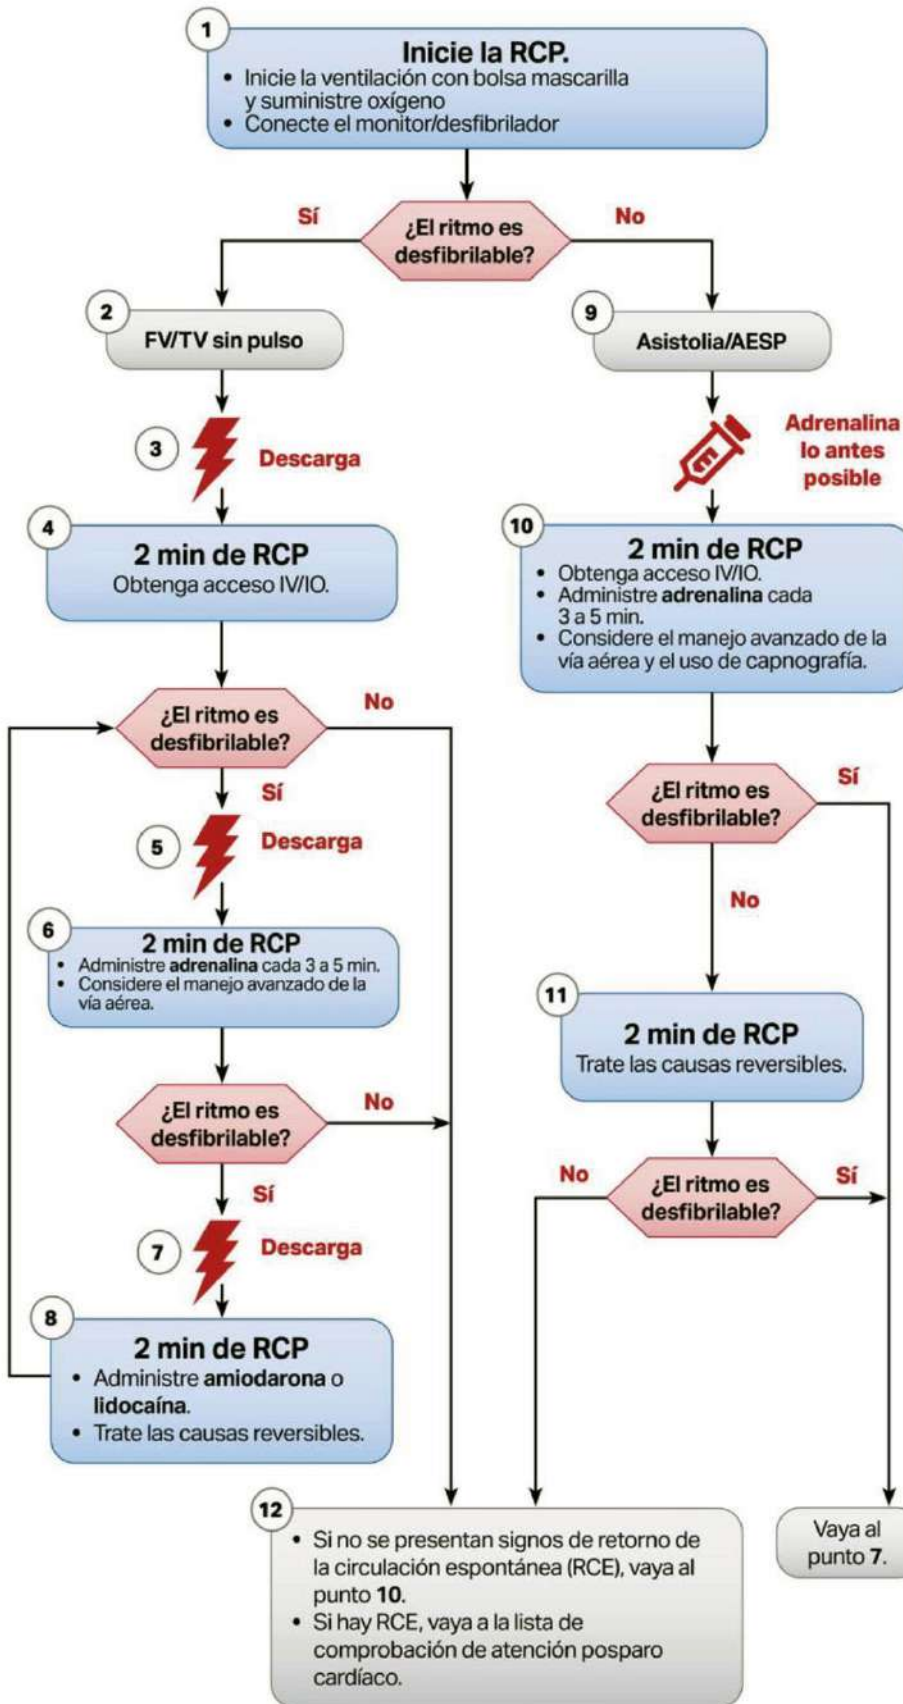 1
Inicie la RCP.
• Inicie la ventilación con bolsa mascarilla
y suministre oxígeno
• Conecte el monitor/desfibrilador
¿El ritmo es
desfibrilable?
Sí
No
2
FV/TV sin pulso
3
Descarga
4
2 min de RCP
Obtenga acceso IV/IO.
¿El ritmo es
desfibrilable?
No
Sí
5
Descarga
6
2 min de RCP
• Administre adrenalina cada 3 a 5 min.
• Considere el manejo avanzado de la
vía aérea.
¿El ritmo es
desfibrilable?
No
Sí
7
Descarga
8
2 min de RCP
• Administre amiodarona o
lidocaína.
• Trate las causas reversibles.
9
Asistolia/AESP
E
Adrenalina
lo antes
posible
10
2 min de RCP
• Obtenga acceso IV/IO.
• Administre adrenalina cada
3 a 5 min.
• Considere el manejo avanzado de la
vía aérea y el uso de capnografía.
¿El ritmo es
desfibrilable?
Sí
No
11
2 min de RCP
Trate las causas reversibles.
¿El ritmo es
desfibrilable?
No
Sí
12
• Si no se presentan signos de retorno de
la circulación espontánea (RCE), vaya al
punto 10.
• Si hay RCE, vaya a la lista de
comprobación de atención posparo
cardíaco.
Vaya al
punto 7.